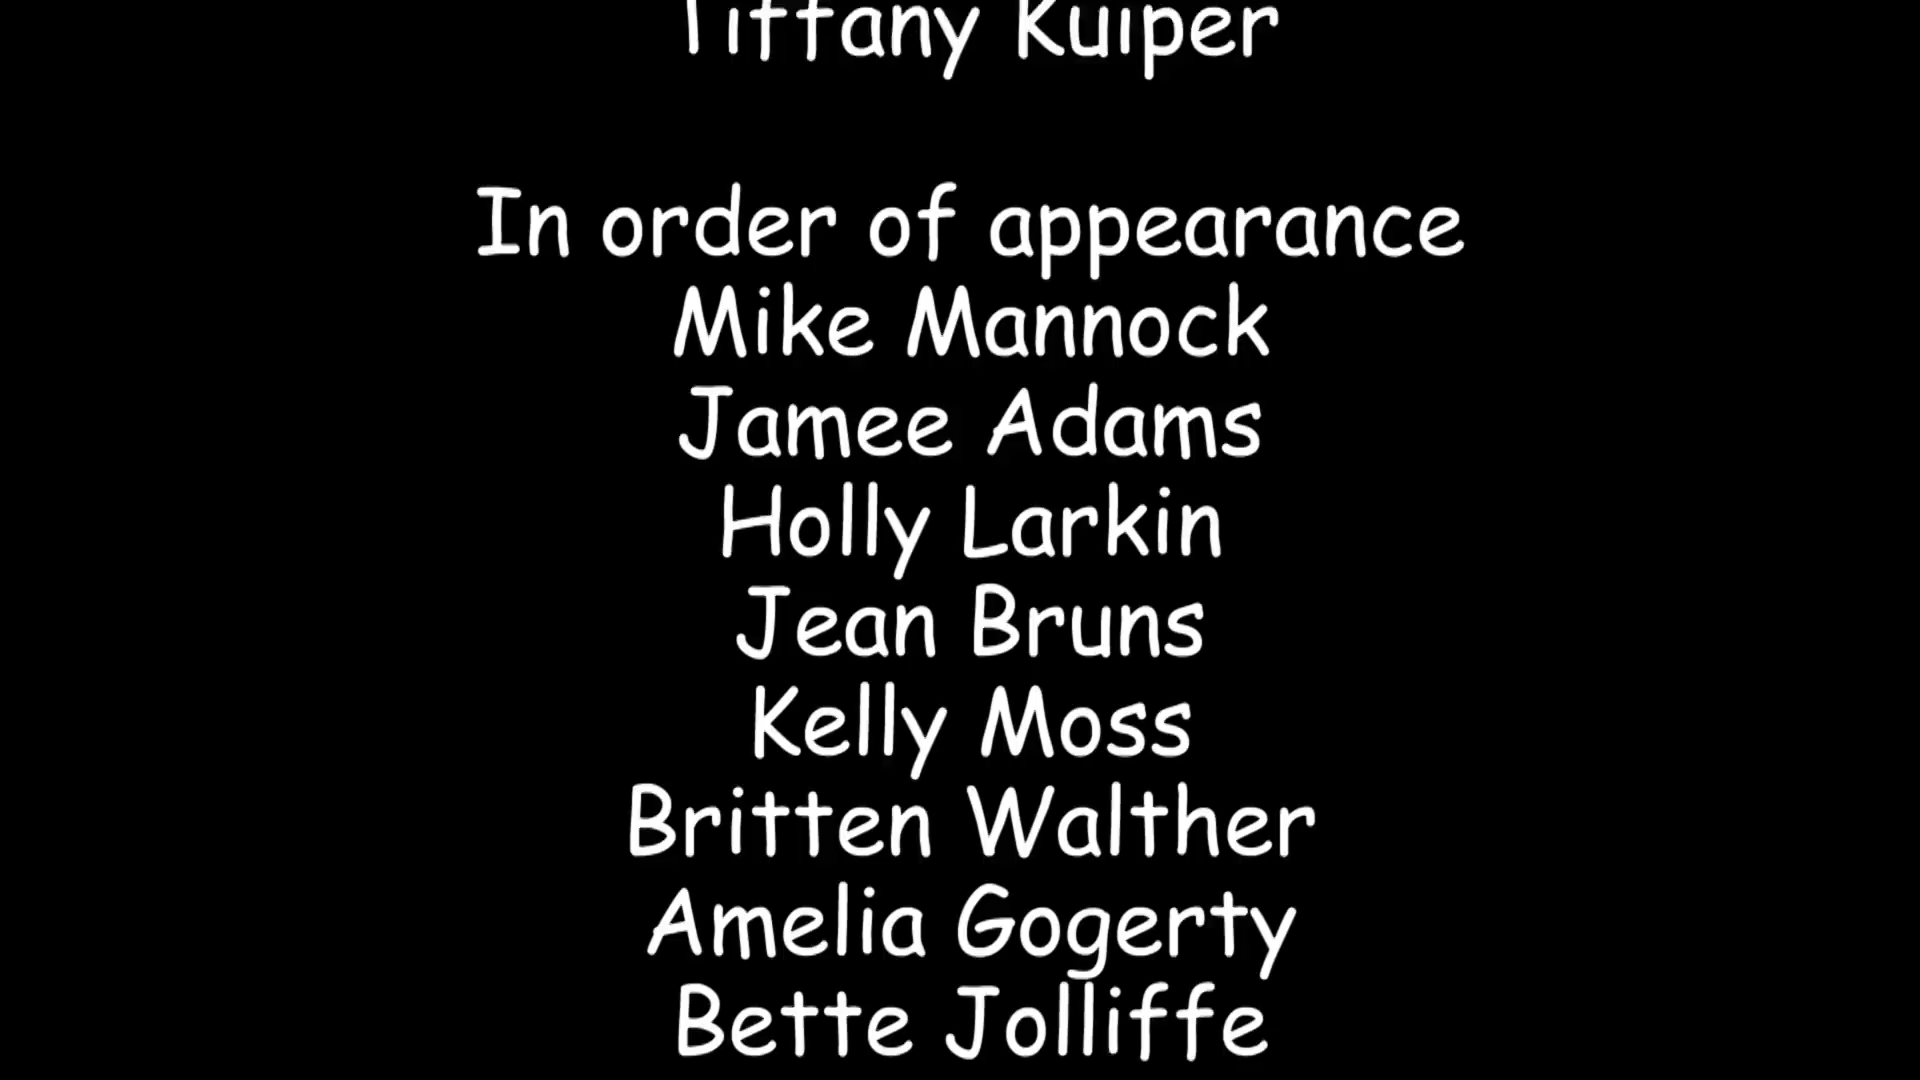 Tiffany Kuiper
In order of appearance
Mike Mannock
Jamee Adams
Holly Larkin
Jean Bruns
Kelly Moss
Britten Walther
Amelia Gogerty
Bette Jolliffe